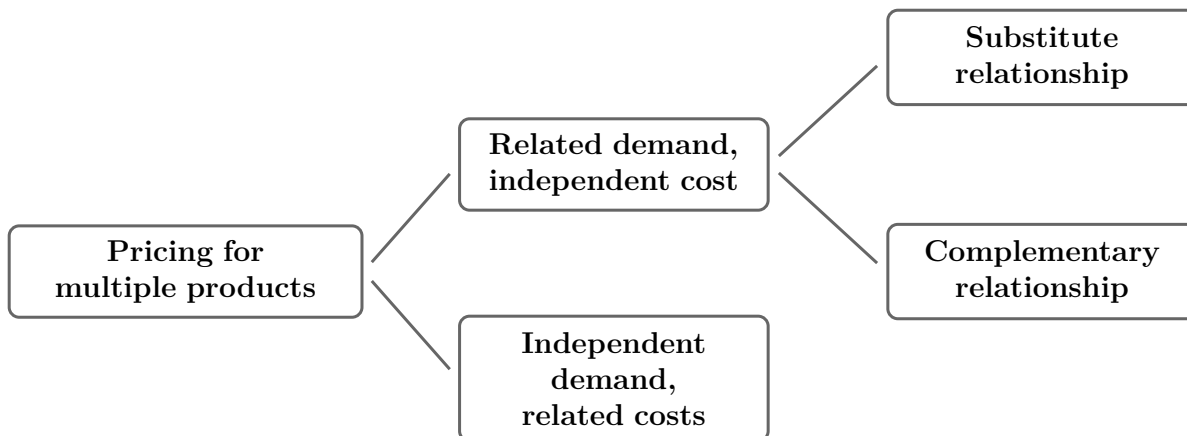 Substitute
relationship
Related demand,
independent cost
Pricing for
multiple products
Complementary
relationship
Independent
demand,
related costs